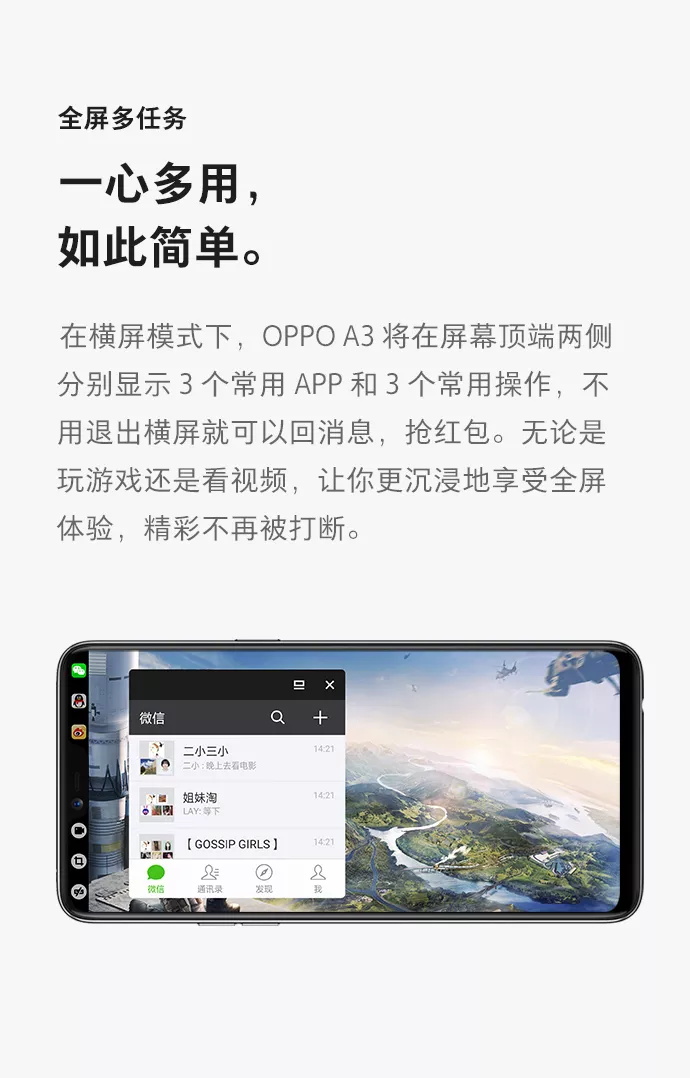 全屏多任务
一心多用，
如此简单。
在横屏模式下，OPPO A3 将在屏幕顶端两侧
分别显示 3 个常用 APP 和 3 个常用操作，不
用退出横屏就可以回消息，抢红包。无论是
玩游戏还是看视频，让你更沉浸地享受全屏
体验，精彩不再被打断。
微信
二小三小 14:21
二小 : 晚上去看电影
姐妹淘 14:21
LAY: 等下
【 GOSSIP GIRLS 】 14:21
微信 通讯录 发现 我